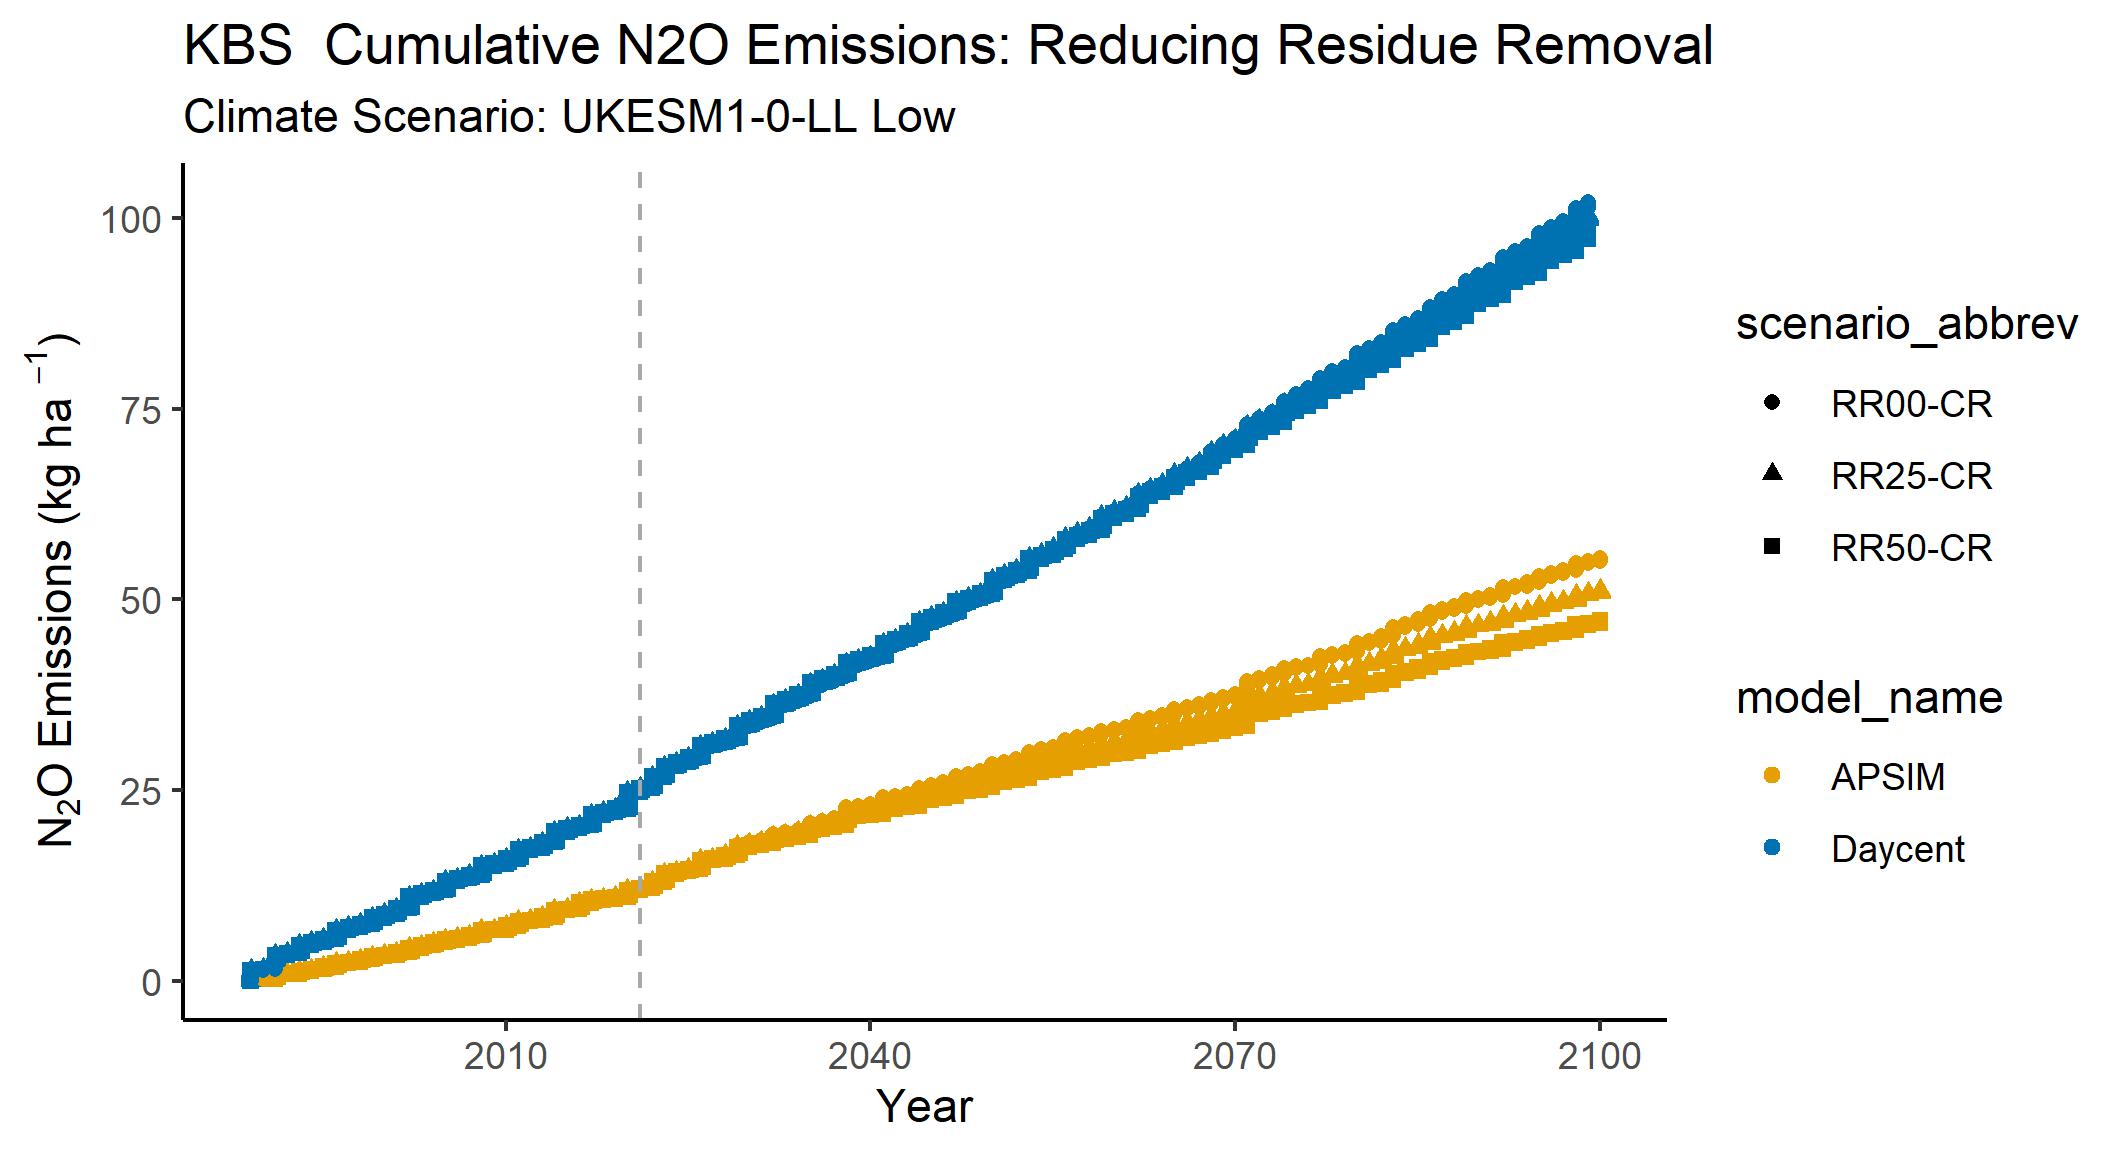 KBS  Cumulative N2O Emissions: Reducing Residue Removal
Climate Scenario: UKESM1-0-LL Low
N₂O Emissions (kg ha ⁻¹)
100
75
50
25
0
2010
2040
2070
2100
Year
scenario_abbrev
RR00-CR
RR25-CR
RR50-CR
model_name
APSIM
Daycent